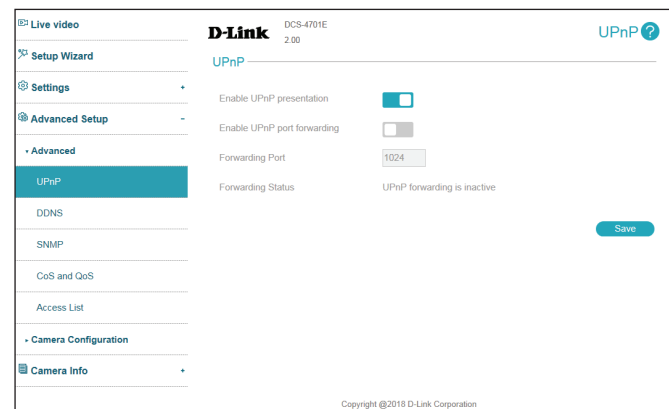 Live video
Setup Wizard
Settings +
Advanced Setup -
Advanced
UPnP
DDNS
SNMP
CoS and QoS
Access List
Camera Configuration
Camera Info +
D-Link
DCS-4701E
2.00
UPnP ?
UPnP
Enable UPnP presentation
Enable UPnP port forwarding
Forwarding Port 1024
Forwarding Status UPnP forwarding is inactive
Save
Copyright @2018 D-Link Corporation